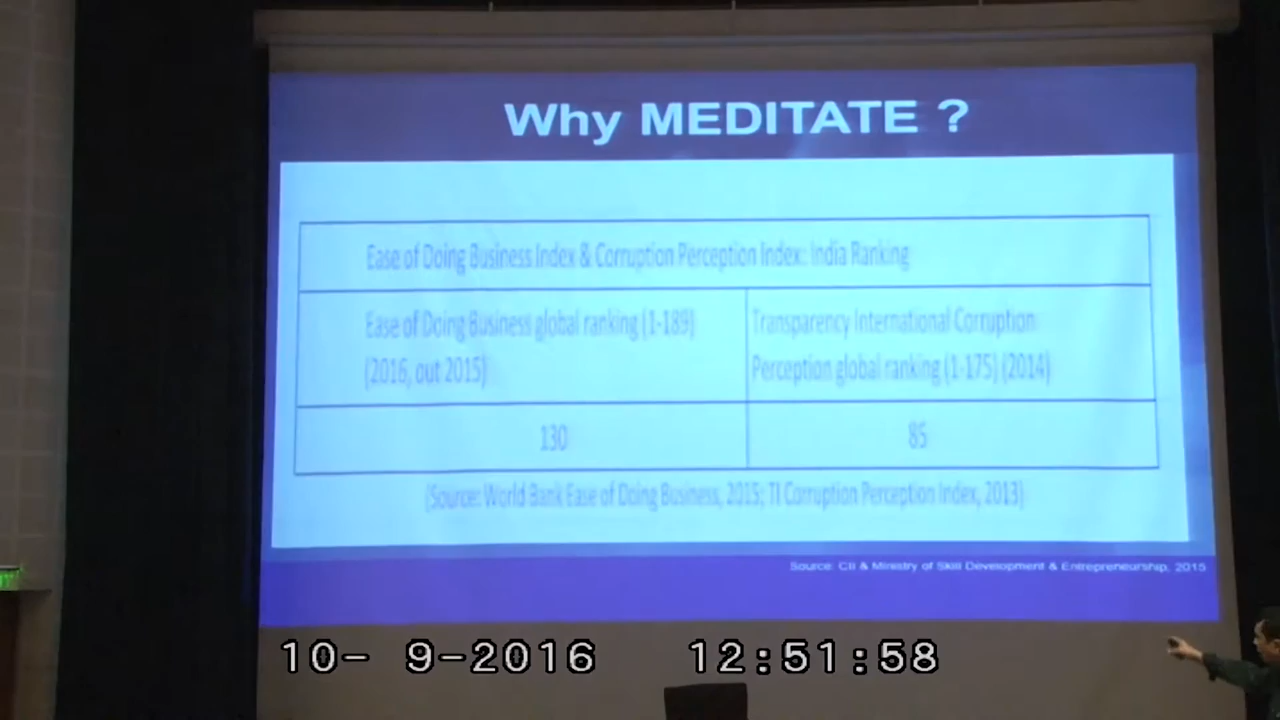 Why MEDITATE ?
Ease of Doing Business Index & Corruption Perception Index: India Ranking
Ease of Doing Business global ranking (1-189)
(2016, out 2015)
Transparency International Corruption
Perception global ranking (1-175) (2014)
130
85
(Source: World Bank Ease of Doing Business, 2015; TI Corruption Perception Index, 2013)
Source: CII & Ministry of Skill Development & Entrepreneurship, 2015
10- 9-2016 12:51:58